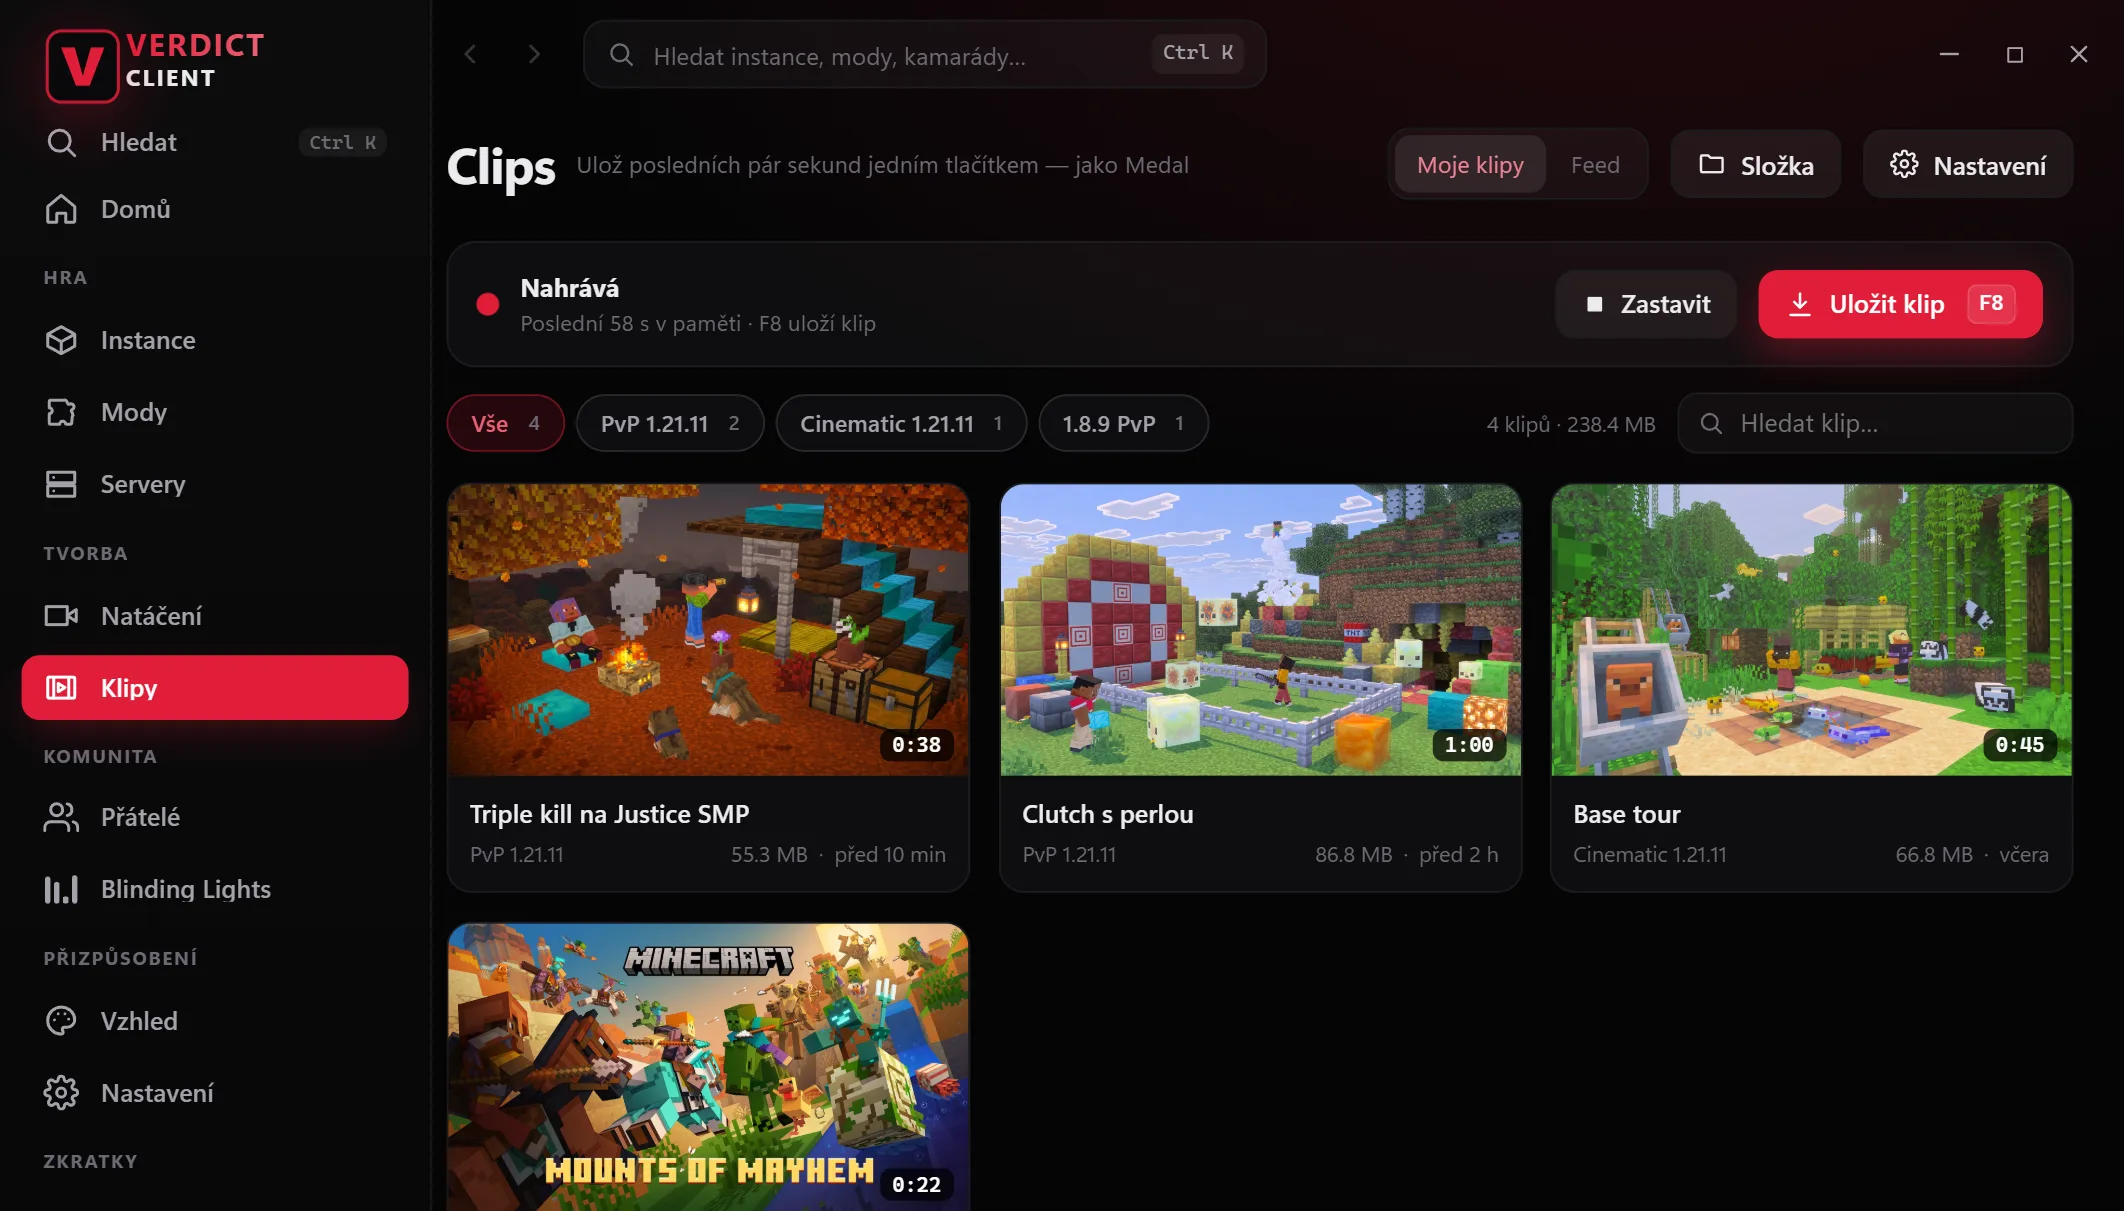 VERDICT
CLIENT
Hledat Ctrl K
Domů
HRA
Instance
Mody
Servery
TVORBA
Natáčení
Klipy
KOMUNITA
Přátelé
Blinding Lights
PŘIZPŮSOBENÍ
Vzhled
Nastavení
ZKRATKY
Hledat instance, mody, kamarády... Ctrl K
Clips Ulož posledních pár sekund jedním tlačítkem — jako Medal
Moje klipy Feed Složka Nastavení
Nahrává
Poslední 58 s v paměti · F8 uloží klip
Zastavit Uložit klip F8
Vše 4 PvP 1.21.11 2 Cinematic 1.21.11 1 1.8.9 PvP 1
4 klipů · 238.4 MB Hledat klip...
0:38
Triple kill na Justice SMP
PvP 1.21.11 55.3 MB · před 10 min
TNT
1:00
Clutch s perlou
PvP 1.21.11 86.8 MB · před 2 h
0:45
Base tour
Cinematic 1.21.11 66.8 MB · včera
MINECRAFT
MOUNTS OF MAYHEM
0:22